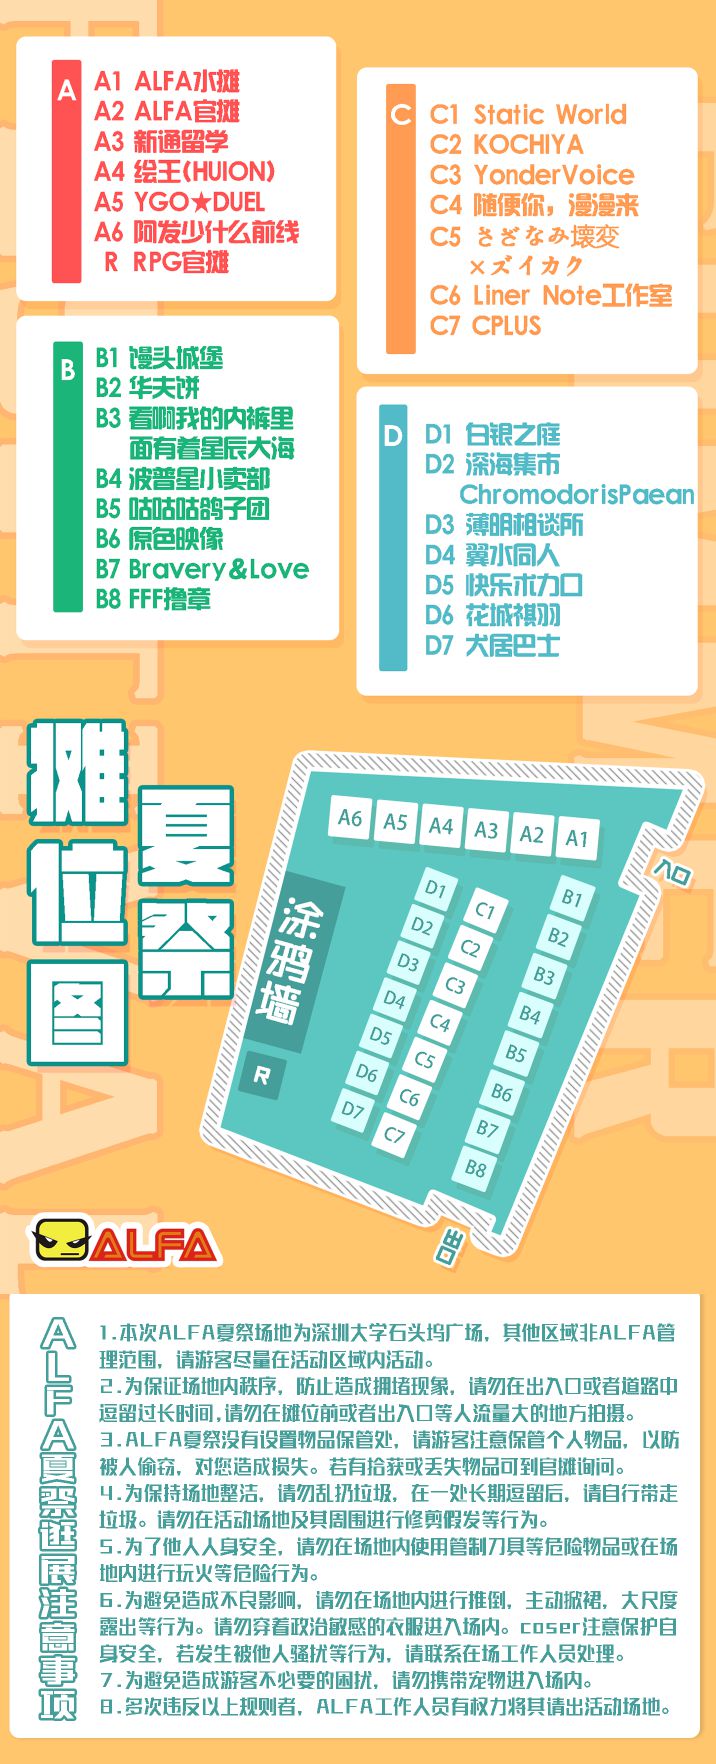 A
A1 ALFA水摊
A2 ALFA官摊
A3 新通留学
A4 绘王(HUION)
A5 YGO★DUEL
A6 阿发少什么前线
R RPG官摊
B
B1 馒头城堡
B2 华夫饼
B3 看啊我的内裤里
面有着星辰大海
B4 波普星小卖部
B5 咕咕咕鸽子团
B6 原色映像
B7 Bravery&Love
B8 FFF撸章
C
C1 Static World
C2 KOCHIYA
C3 YonderVoice
C4 随便你，漫漫来
C5 さざなみ壊変
×ズイカク
C6 Liner Note工作室
C7 CPLUS
D
D1 白银之庭
D2 深海集市
ChromodorisPaean
D3 薄明相谈所
D4 翼水同人
D5 快乐木力口
D6 花城祺羽
D7 犬居巴士
夏祭
摊位图
A6 A5 A4 A3 A2 A1
入口
涂鸦墙
R
D1
D2
D3
D4
D5
D6
D7
C1
C2
C3
C4
C5
C6
C7
B1
B2
B3
B4
B5
B6
B7
B8
出口
ALFA
ALFA夏祭逛展注意事项
1.本次ALFA夏祭场地为深圳大学石头坞广场，其他区域非ALFA管
理范围，请游客尽量在活动区域内活动。
2.为保证场地内秩序，防止造成拥堵现象，请勿在出入口或者道路中
逗留过长时间,请勿在摊位前或者出入口等人流量大的地方拍摄。
3.ALFA夏祭没有设置物品保管处，请游客注意保管个人物品，以防
被人偷窃，对您造成损失。若有拾获或丢失物品可到官摊询问。
4.为保持场地整洁，请勿乱扔垃圾，在一处长期逗留后，请自行带走
垃圾。请勿在活动场地及其周围进行修剪假发等行为。
5.为了他人人身安全，请勿在场地内使用管制刀具等危险物品或在场
地内进行玩火等危险行为。
6.为避免造成不良影响，请勿在场地内进行推倒，主动掀裙，大尺度
露出等行为。请勿穿着政治敏感的衣服进入场内。coser注意保护自
身安全，若发生被他人骚扰等行为，请联系在场工作人员处理。
7.为避免造成游客不必要的困扰，请勿携带宠物进入场内。
8.多次违反以上规则者，ALFA工作人员有权力将其请出活动场地。